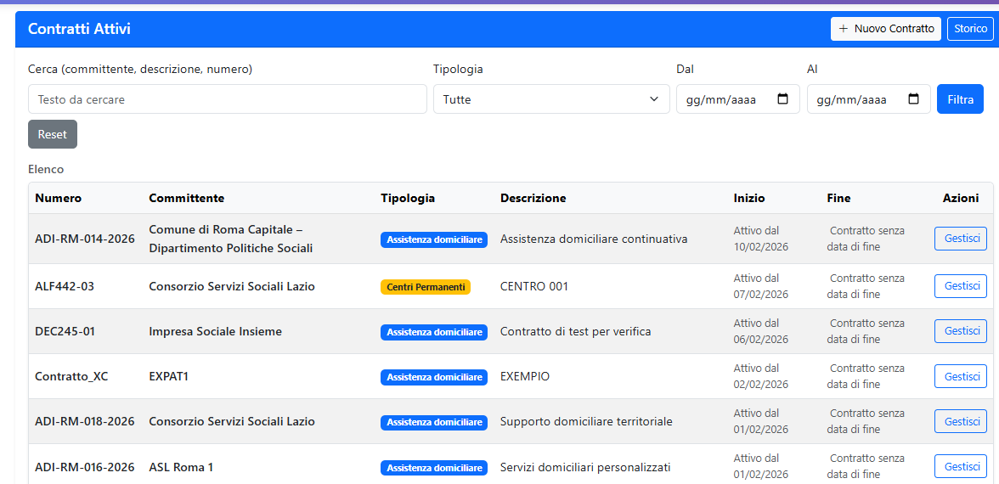 Contratti Attivi
+ Nuovo Contratto
Storico
Cerca (committente, descrizione, numero)
Tipologia
Dal
Al
Testo da cercare
Tutte
gg/mm/aaaa
gg/mm/aaaa
Filtra
Reset
Elenco
Numero Committente Tipologia Descrizione Inizio Fine Azioni
ADI-RM-014-2026
Comune di Roma Capitale –
Dipartimento Politiche Sociali
Assistenza domiciliare
Assistenza domiciliare continuativa
Attivo dal
10/02/2026
Contratto senza
data di fine
Gestisci
ALF442-03
Consorzio Servizi Sociali Lazio
Centri Permanenti
CENTRO 001
Attivo dal
07/02/2026
Contratto senza
data di fine
Gestisci
DEC245-01
Impresa Sociale Insieme
Assistenza domiciliare
Contratto di test per verifica
Attivo dal
06/02/2026
Contratto senza
data di fine
Gestisci
Contratto_XC
EXPAT1
Assistenza domiciliare
EXEMPIO
Attivo dal
02/02/2026
Contratto senza
data di fine
Gestisci
ADI-RM-018-2026
Consorzio Servizi Sociali Lazio
Assistenza domiciliare
Supporto domiciliare territoriale
Attivo dal
01/02/2026
Contratto senza
data di fine
Gestisci
ADI-RM-016-2026
ASL Roma 1
Assistenza domiciliare
Servizi domiciliari personalizzati
Attivo dal
01/02/2026
Contratto senza
data di fine
Gestisci